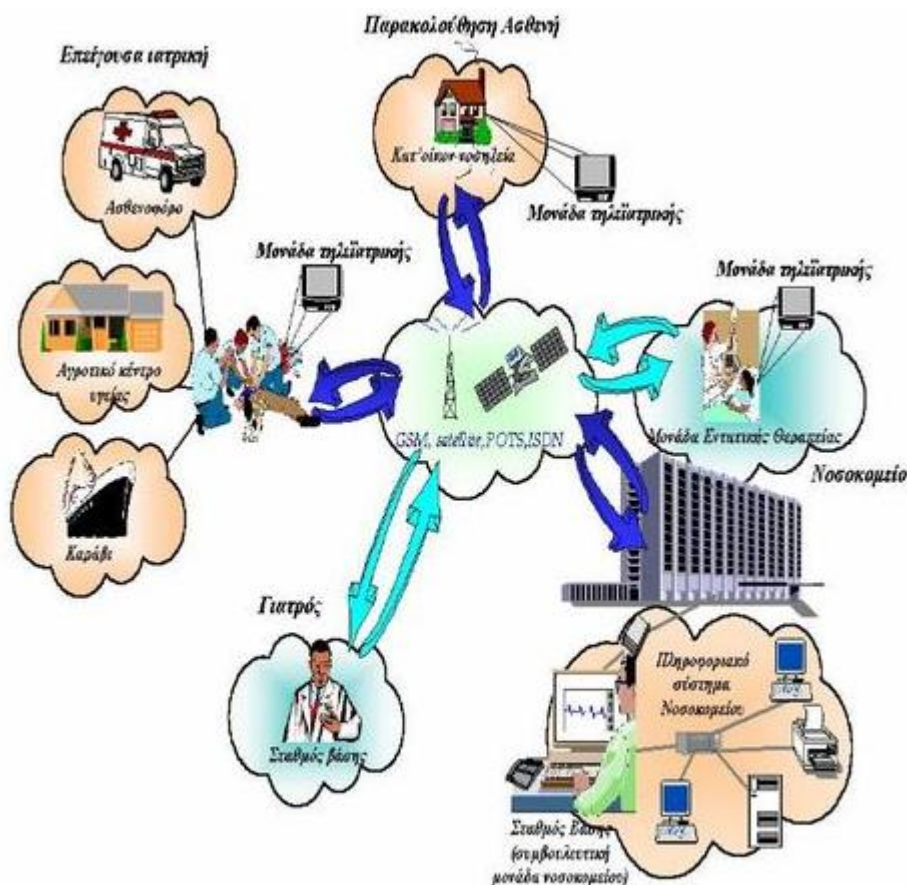 Παρακολούθηση Ασθενή
Επείγουσα ιατρική
Κατ'οίκον νοσηλεία
Ασθενοφόρο
Μονάδα τηλεϊατρικής
Μονάδα τηλεϊατρικής
Μονάδα τηλεϊατρικής
Αγροτικό κέντρο
υγείας
GSM, satellite,POTS,ISDN
Μονάδα Εντατικής Θεραπείας
Νοσοκομείο
Καράβι
Γιατρός
Σταθμός βάσης
Πληροφοριακό
σύστημα
Νοσοκομείου
Σταθμός Βάσης
(συμβουλευτική
μονάδα νοσοκομείου)